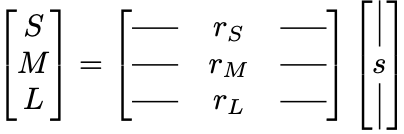 S r_S |
M = r_M s
L r_L |